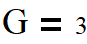 G = 3